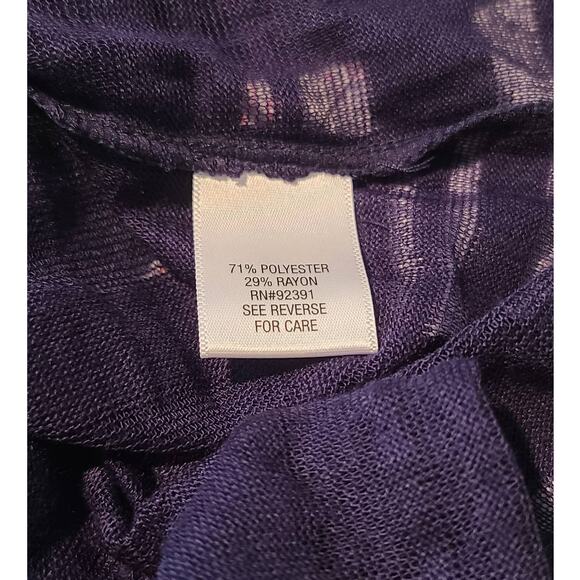 71% POLYESTER
29% RAYON
RN#92391
SEE REVERSE
FOR CARE